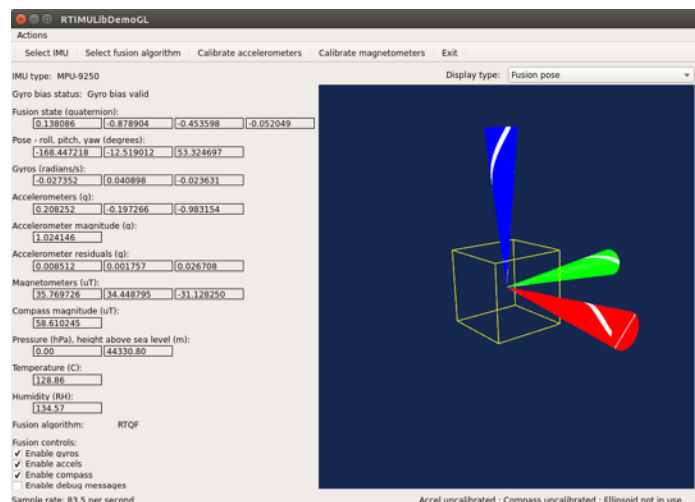 RTIMULibDemoGL
Actions
Select IMU Select fusion algorithm Calibrate accelerometers Calibrate magnetometers Exit
IMU type: MPU-9250 Display type: Fusion pose
Gyro bias status: Gyro bias valid
Fusion state (quaternion):
0.138086 -0.878904 -0.453598 -0.052049
Pose - roll, pitch, yaw (degrees):
-168.447218 -12.519012 53.324697
Gyros (radians/s):
-0.027352 0.040898 -0.023631
Accelerometers (g):
0.208252 -0.197266 -0.983154
Accelerometer magnitude (g):
1.024146
Accelerometer residuals (g):
0.008512 0.001757 0.026708
Magnetometers (uT):
35.769726 34.448795 -31.128250
Compass magnitude (uT):
58.610245
Pressure (hPa), height above sea level (m):
0.00 44330.80
Temperature (C):
128.86
Humidity (RH):
134.57
Fusion algorithm: RTQF
Fusion controls:
Enable gyros
Enable accels
Enable compass
Enable debug messages
Sample rate: 83.5 per second Accel uncalibrated : Compass uncalibrated : Ellipsoid not in use